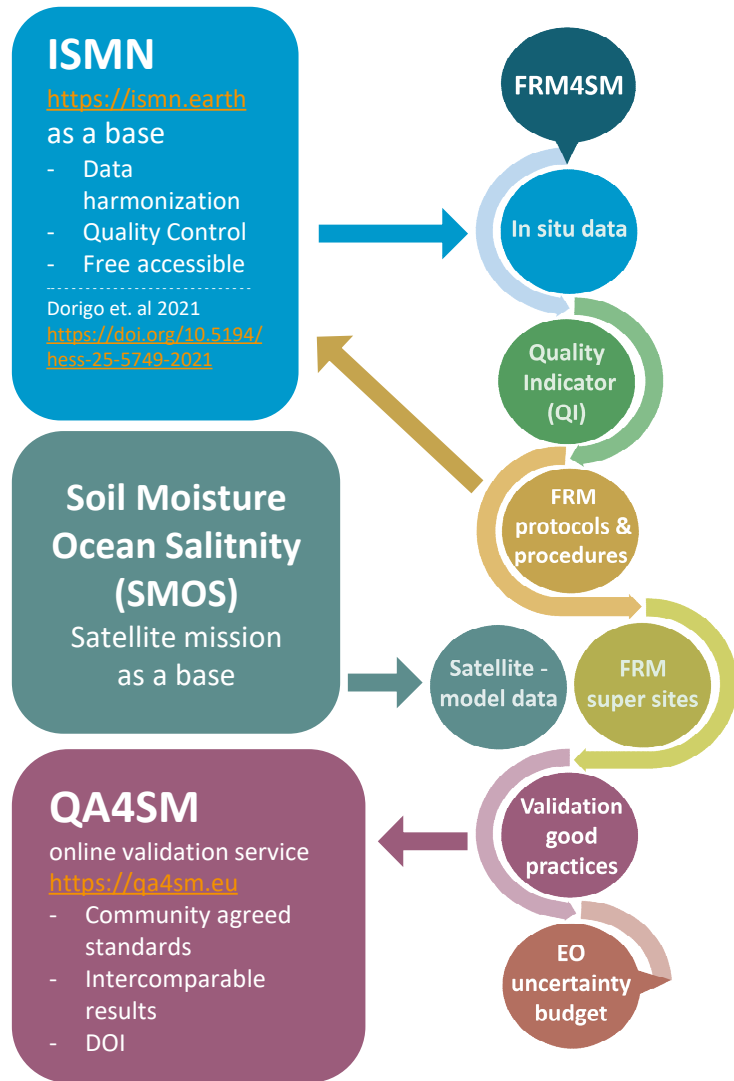 ISMN
https://ismn.earth
as a base
- Data
harmonization
- Quality Control
- Free accessible
Dorigo et. al 2021
https://doi.org/10.5194/
hess-25-5749-2021
Soil Moisture
Ocean Salitnity
(SMOS)
Satellite mission
as a base
QA4SM
online validation service
https://qa4sm.eu
- Community agreed
standards
- Intercomparable
results
- DOI
FRM4SM
In situ data
Quality
Indicator
(QI)
FRM
protocols &
procedures
Satellite -
model data
FRM
super sites
Validation
good
practices
EO
uncertainty
budget